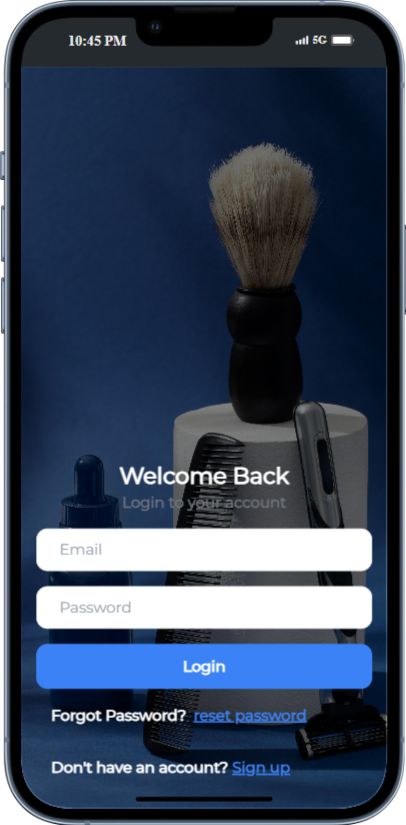 10:45 PM 5G
Welcome Back
Login to your account
Email
Password
Login
Forgot Password? reset password
Don't have an account? Sign up